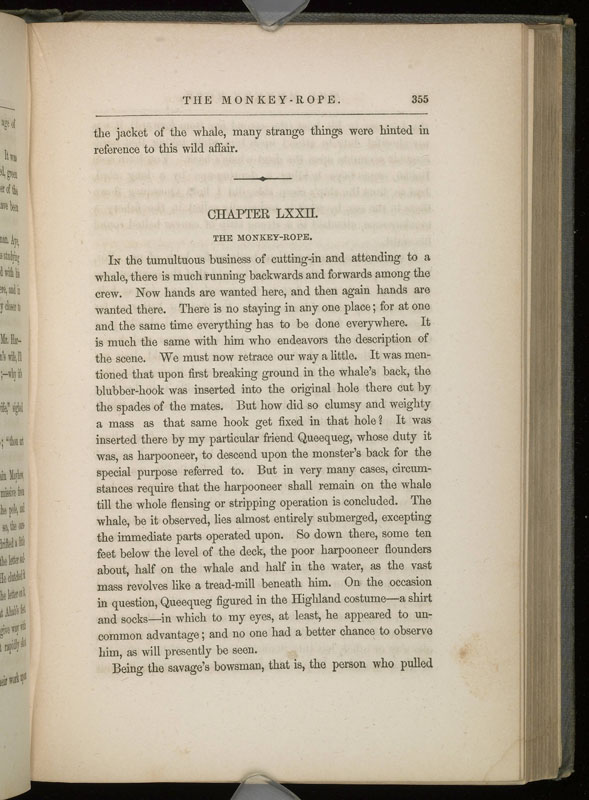 THE MONKEY-ROPE. 355
the jacket of the whale, many strange things were hinted in
reference to this wild affair.
CHAPTER LXXII.
THE MONKEY-ROPE.
In the tumultuous business of cutting-in and attending to a
whale, there is much running backwards and forwards among the
crew. Now hands are wanted here, and then again hands are
wanted there. There is no staying in any one place; for at one
and the same time everything has to be done everywhere. It
is much the same with him who endeavors the description of
the scene. We must now retrace our way a little. It was men-
tioned that upon first breaking ground in the whale's back, the
blubber-hook was inserted into the original hole there cut by
the spades of the mates. But how did so clumsy and weighty
a mass as that same hook get fixed in that hole? It was
inserted there by my particular friend Queequeg, whose duty it
was, as harpooneer, to descend upon the monster's back for the
special purpose referred to. But in very many cases, circum-
stances require that the harpooneer shall remain on the whale
till the whole flensing or stripping operation is concluded. The
whale, be it observed, lies almost entirely submerged, excepting
the immediate parts operated upon. So down there, some ten
feet below the level of the deck, the poor harpooneer flounders
about, half on the whale and half in the water, as the vast
mass revolves like a tread-mill beneath him. On the occasion
in question, Queequeg figured in the Highland costume—a shirt
and socks—in which to my eyes, at least, he appeared to un-
common advantage; and no one had a better chance to observe
him, as will presently be seen.
Being the savage's bowsman, that is, the person who pulled